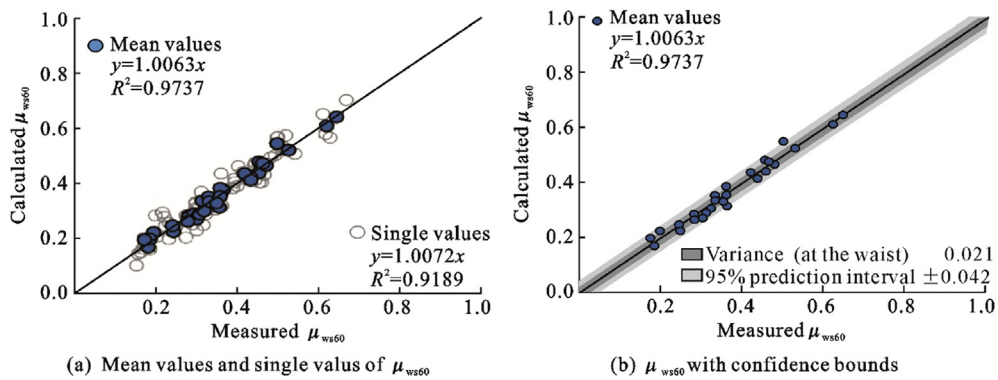 1.0
0.8
0.6
0.4
0.2
0.0
Calculated μws60
Mean values
y=1.0063x
R²=0.9737
Single values
y=1.0072x
R²=0.9189
0.2 0.4 0.6 0.8 1.0
Measured μws60
(a) Mean values and single valus of μws60
1.0
0.8
0.6
0.4
0.2
0.0
Calculated μws60
Mean values
y=1.0063x
R²=0.9737
Variance (at the waist) 0.021
95% prediction interval ±0.042
0.2 0.4 0.6 0.8 1.0
Measured μws60
(b) μws60 with confidence bounds